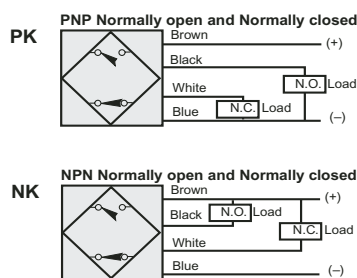 PNP Normally open and Normally closed
PK
Brown
(+)
Black
N.O. Load
White
N.C. Load
Blue
(–)
NPN Normally open and Normally closed
NK
Brown
(+)
Black
N.O. Load
N.C. Load
White
Blue
(–)